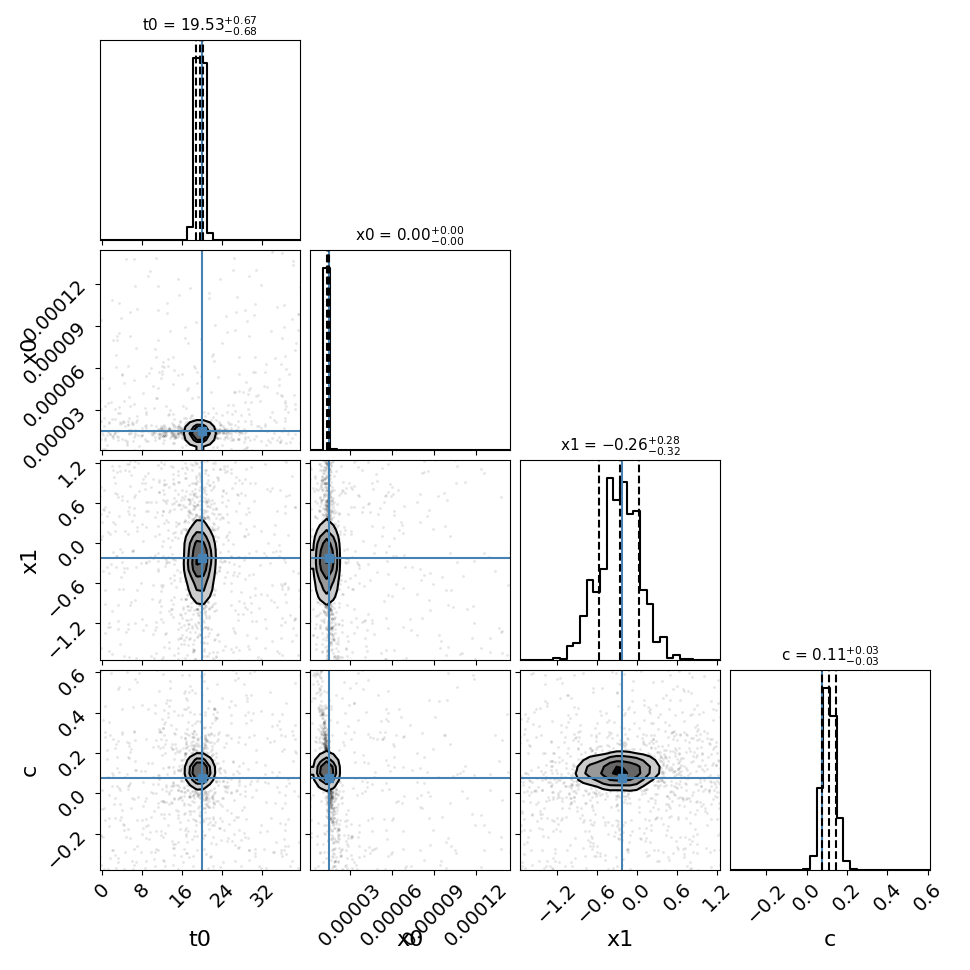 t0 = 19.53+0.67 −0.68
x0 = 0.00+0.00 −0.00
0.00012
0.00009
0.00006
0.00003
x0
x1 = −0.26+0.28 −0.32
1.2
0.6
0.0
−0.6
−1.2
x1
c = 0.11+0.03 −0.03
0.6
0.4
0.2
0.0
−0.2
c
0 8 16 24 32
t0
0.00003 0.00006 0.00009 0.00012
x0
−1.2 −0.6 0.0 0.6 1.2
x1
−0.2 0.0 0.2 0.4 0.6
c